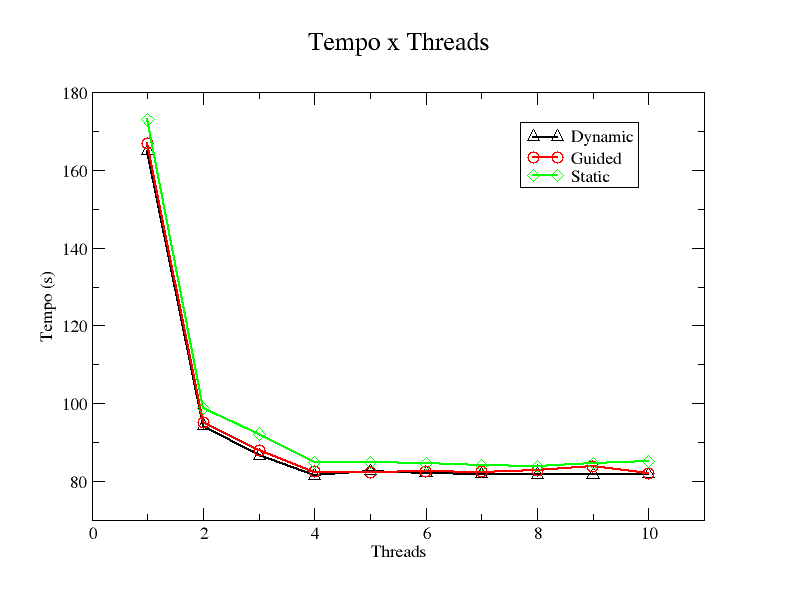 Tempo x Threads
180
160
140
120
100
80
Tempo (s)
Dynamic
Guided
Static
0 2 4 6 8 10
Threads